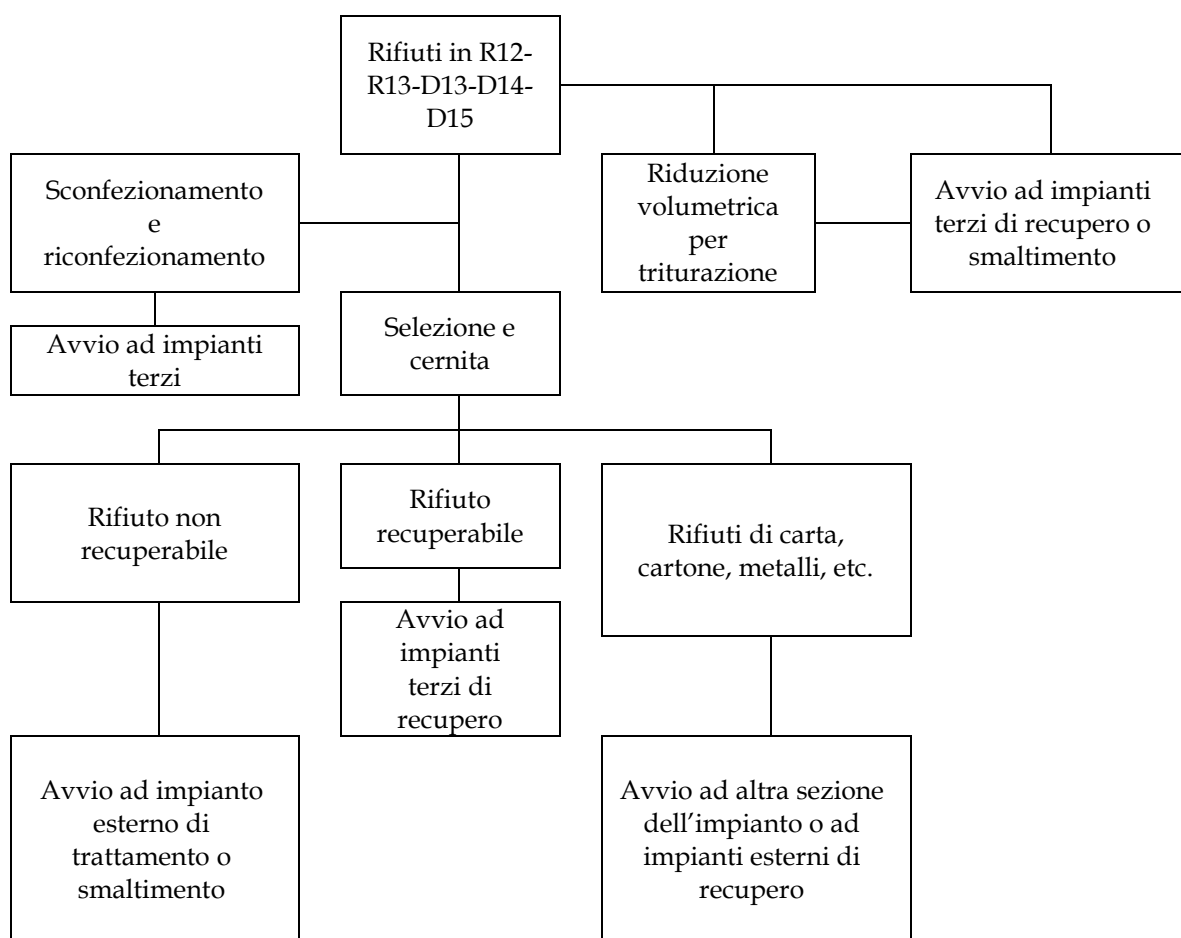 Rifiuti in R12-
R13-D13-D14-
D15
Sconfezionamento
e
riconfezionamento
Riduzione
volumetrica
per
triturazione
Avvio ad impianti
terzi di recupero o
smaltimento
Avvio ad impianti
terzi
Selezione e
cernita
Rifiuto non
recuperabile
Rifiuto
recuperabile
Rifiuti di carta,
cartone, metalli, etc.
Avvio ad
impianti
terzi di
recupero
Avvio ad impianto
esterno di
trattamento o
smaltimento
Avvio ad altra sezione
dell’impianto o ad
impianti esterni di
recupero